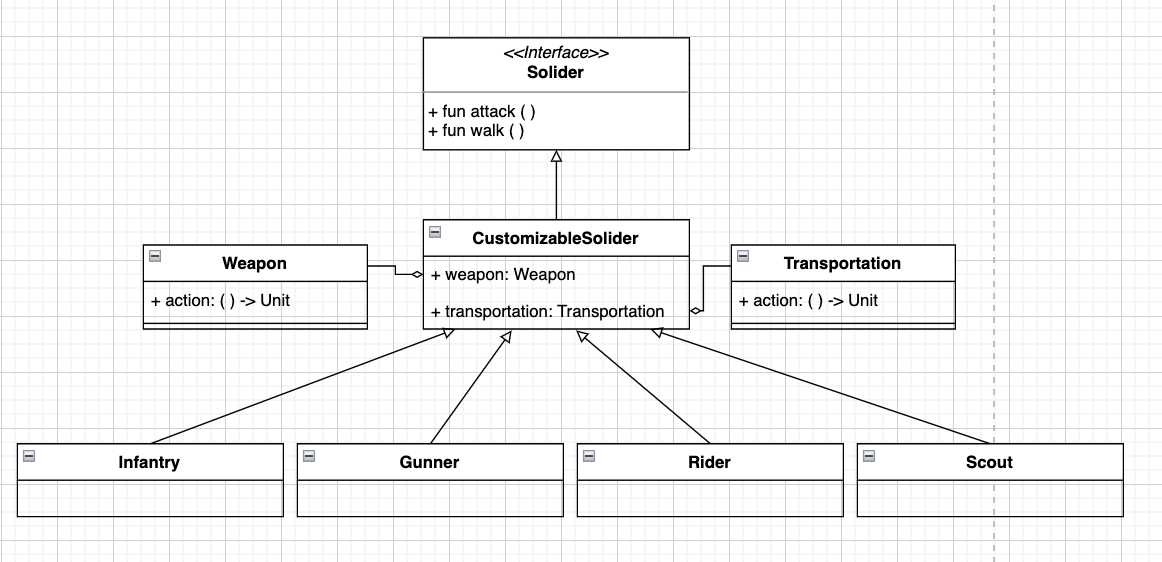 <<Interface>>
Solider
+ fun attack ( )
+ fun walk ( )
CustomizableSolider
+ weapon: Weapon
+ transportation: Transportation
Weapon
+ action: ( ) -> Unit
Transportation
+ action: ( ) -> Unit
Infantry
Gunner
Rider
Scout